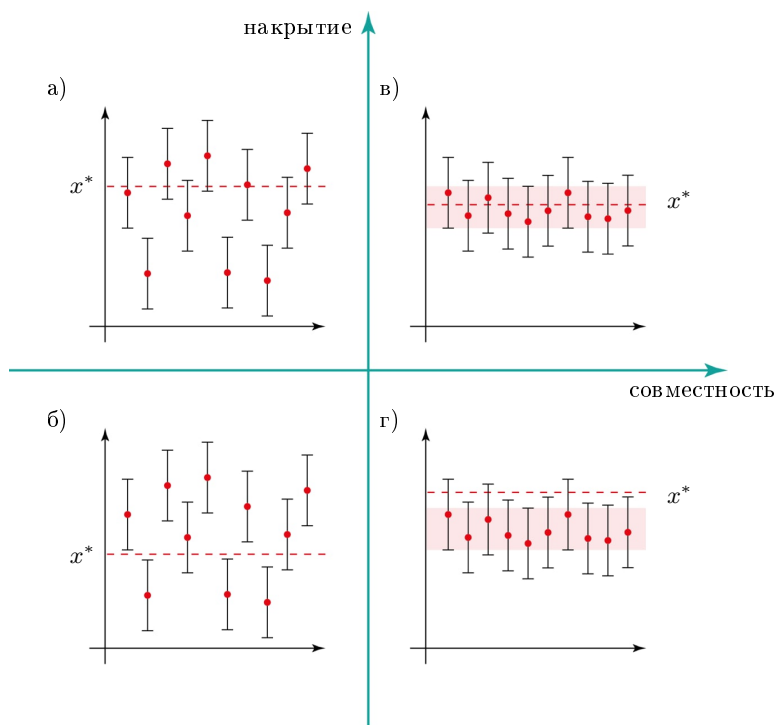 накрытие
а)
в)
x*
x*
совместность
б)
г)
x*
x*